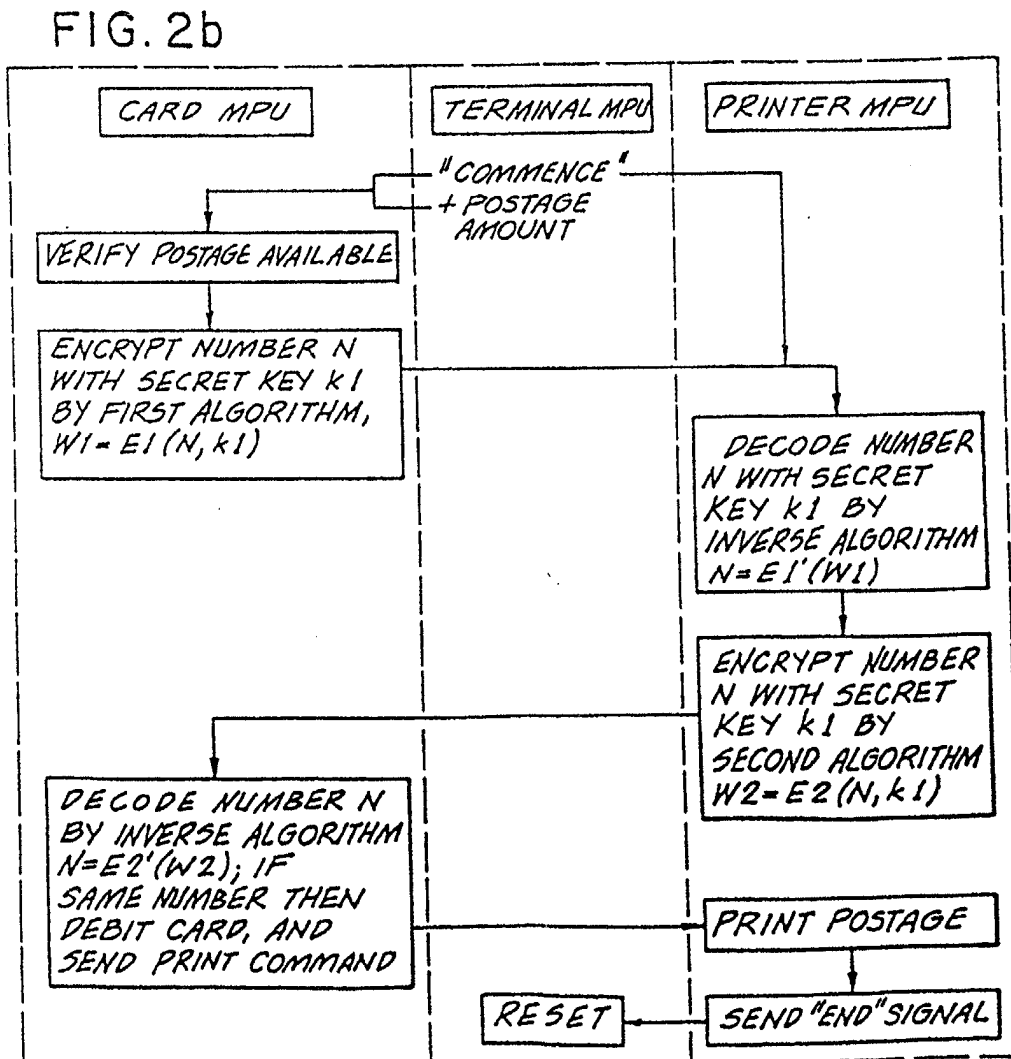 FIG. 2b
CARD MPU
TERMINAL MPU
PRINTER MPU
"COMMENCE"
+ POSTAGE
AMOUNT
VERIFY POSTAGE AVAILABLE
ENCRYPT NUMBER N
WITH SECRET KEY k1
BY FIRST ALGORITHM,
W1=E1(N,k1)
DECODE NUMBER
N WITH SECRET
KEY k1 BY
INVERSE ALGORITHM
N=E1'(W1)
ENCRYPT NUMBER
N WITH SECRET
KEY k1 BY
SECOND ALGORITHM
W2=E2(N,k1)
DECODE NUMBER N
BY INVERSE ALGORITHM
N=E2'(W2); IF
SAME NUMBER THEN
DEBIT CARD, AND
SEND PRINT COMMAND
PRINT POSTAGE
SEND "END" SIGNAL
RESET